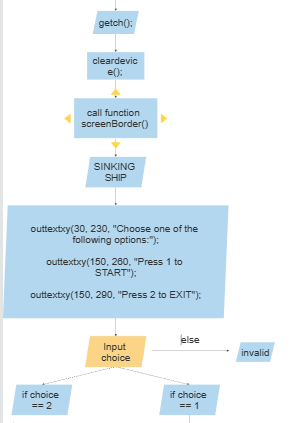 getch();
cleardevic
e();
call function
screenBorder()
SINKING
SHIP
outtextxy(30, 230, "Choose one of the
following options:");
outtextxy(150, 260, "Press 1 to
START");
outtextxy(150, 290, "Press 2 to EXIT");
Input
choice
else
invalid
if choice
== 2
if choice
== 1